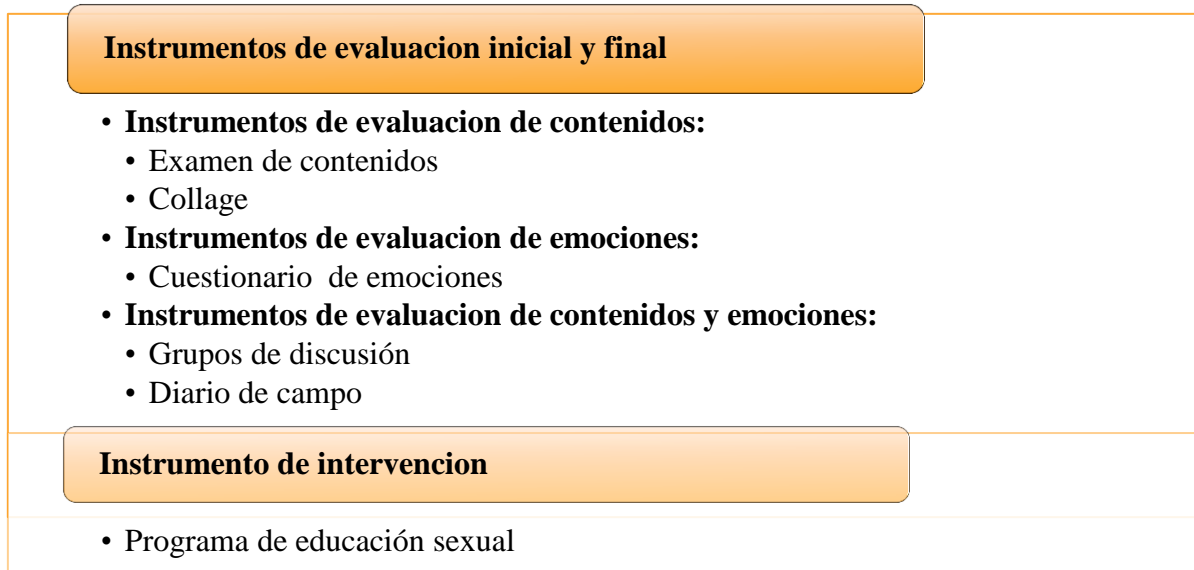 Instrumentos de evaluacion inicial y final
• Instrumentos de evaluacion de contenidos:
• Examen de contenidos
• Collage
• Instrumentos de evaluacion de emociones:
• Cuestionario de emociones
• Instrumentos de evaluacion de contenidos y emociones:
• Grupos de discusión
• Diario de campo
Instrumento de intervencion
• Programa de educación sexual